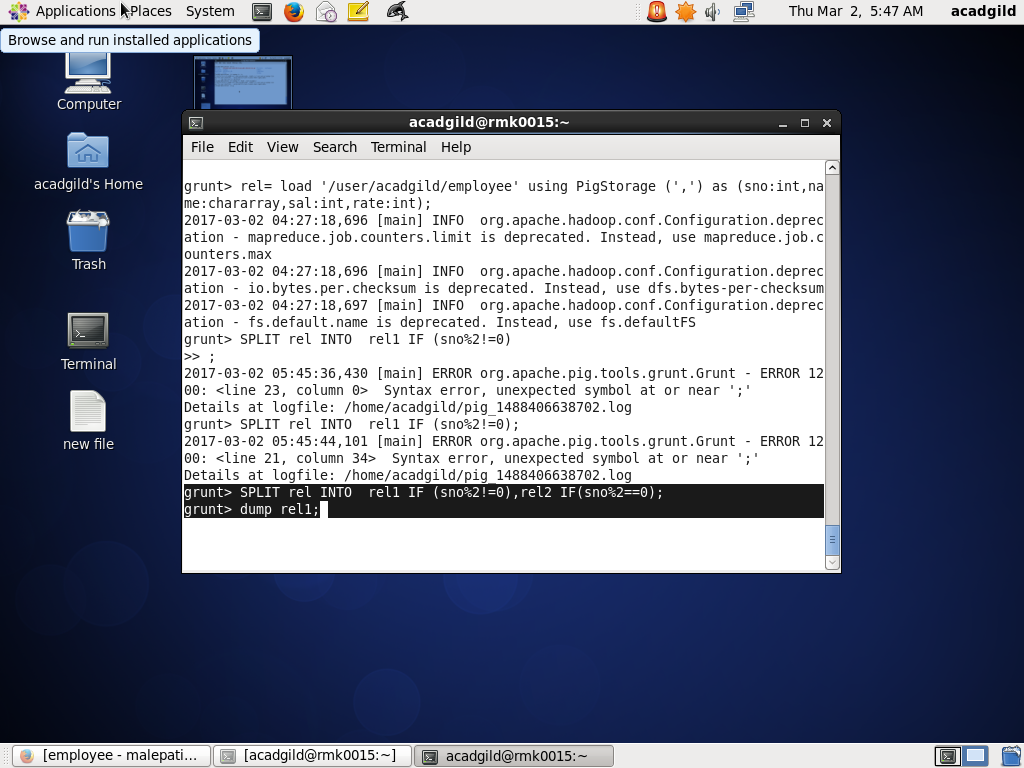 Applications Places System Thu Mar 2, 5:47 AM acadgild
Browse and run installed applications
Computer
acadgild's Home
Trash
Terminal
new file
acadgild@rmk0015:~
File Edit View Search Terminal Help
grunt> rel= load '/user/acadgild/employee' using PigStorage (',') as (sno:int,na
me:chararray,sal:int,rate:int);
2017-03-02 04:27:18,696 [main] INFO  org.apache.hadoop.conf.Configuration.deprec
ation - mapreduce.job.counters.limit is deprecated. Instead, use mapreduce.job.c
ounters.max
2017-03-02 04:27:18,696 [main] INFO  org.apache.hadoop.conf.Configuration.deprec
ation - io.bytes.per.checksum is deprecated. Instead, use dfs.bytes-per-checksum
2017-03-02 04:27:18,697 [main] INFO  org.apache.hadoop.conf.Configuration.deprec
ation - fs.default.name is deprecated. Instead, use fs.defaultFS
grunt> SPLIT rel INTO  rel1 IF (sno%2!=0)
>> ;
2017-03-02 05:45:36,430 [main] ERROR org.apache.pig.tools.grunt.Grunt - ERROR 12
00: <line 23, column 0>  Syntax error, unexpected symbol at or near ';'
Details at logfile: /home/acadgild/pig_1488406638702.log
grunt> SPLIT rel INTO  rel1 IF (sno%2!=0);
2017-03-02 05:45:44,101 [main] ERROR org.apache.pig.tools.grunt.Grunt - ERROR 12
00: <line 21, column 34>  Syntax error, unexpected symbol at or near ';'
Details at logfile: /home/acadgild/pig_1488406638702.log
grunt> SPLIT rel INTO  rel1 IF (sno%2!=0),rel2 IF(sno%2==0);
grunt> dump rel1;
[employee - malepati... [acadgild@rmk0015:~] acadgild@rmk0015:~